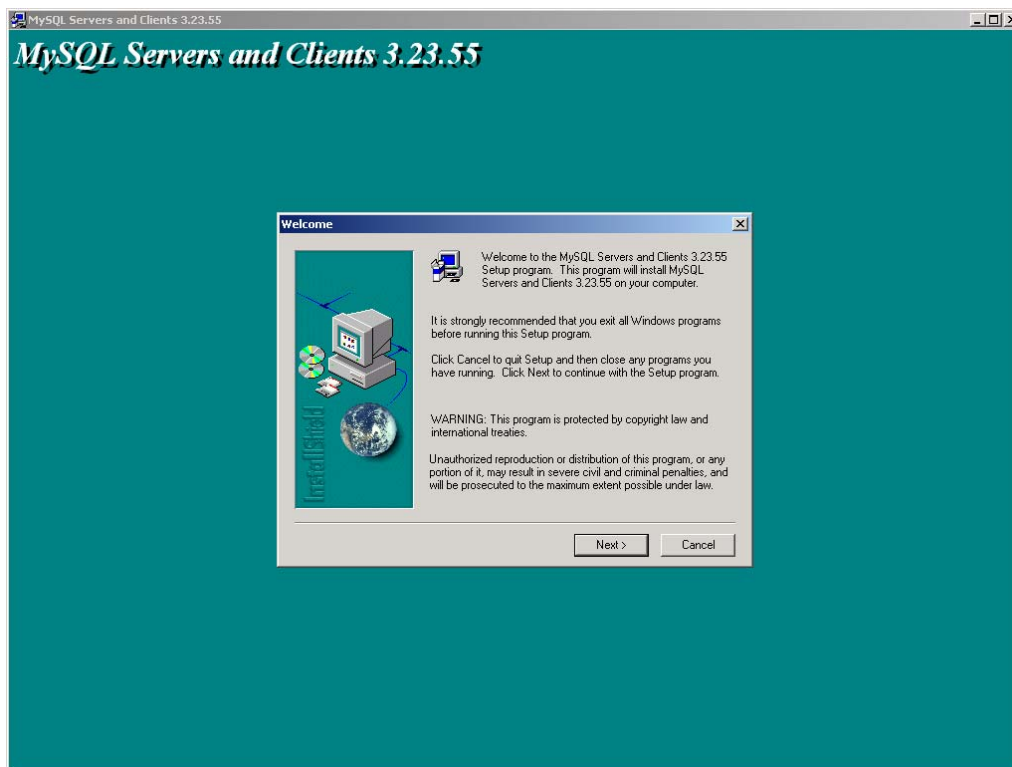 MySQL Servers and Clients 3.23.55
MySQL Servers and Clients 3.23.55
Welcome
Welcome to the MySQL Servers and Clients 3.23.55
Setup program. This program will install MySQL
Servers and Clients 3.23.55 on your computer.
It is strongly recommended that you exit all Windows programs
before running this Setup program.
Click Cancel to quit Setup and then close any programs you
have running. Click Next to continue with the Setup program.
WARNING: This program is protected by copyright law and
international treaties.
Unauthorized reproduction or distribution of this program, or any
portion of it, may result in severe civil and criminal penalties, and
will be prosecuted to the maximum extent possible under law.
InstallShield
Next >
Cancel